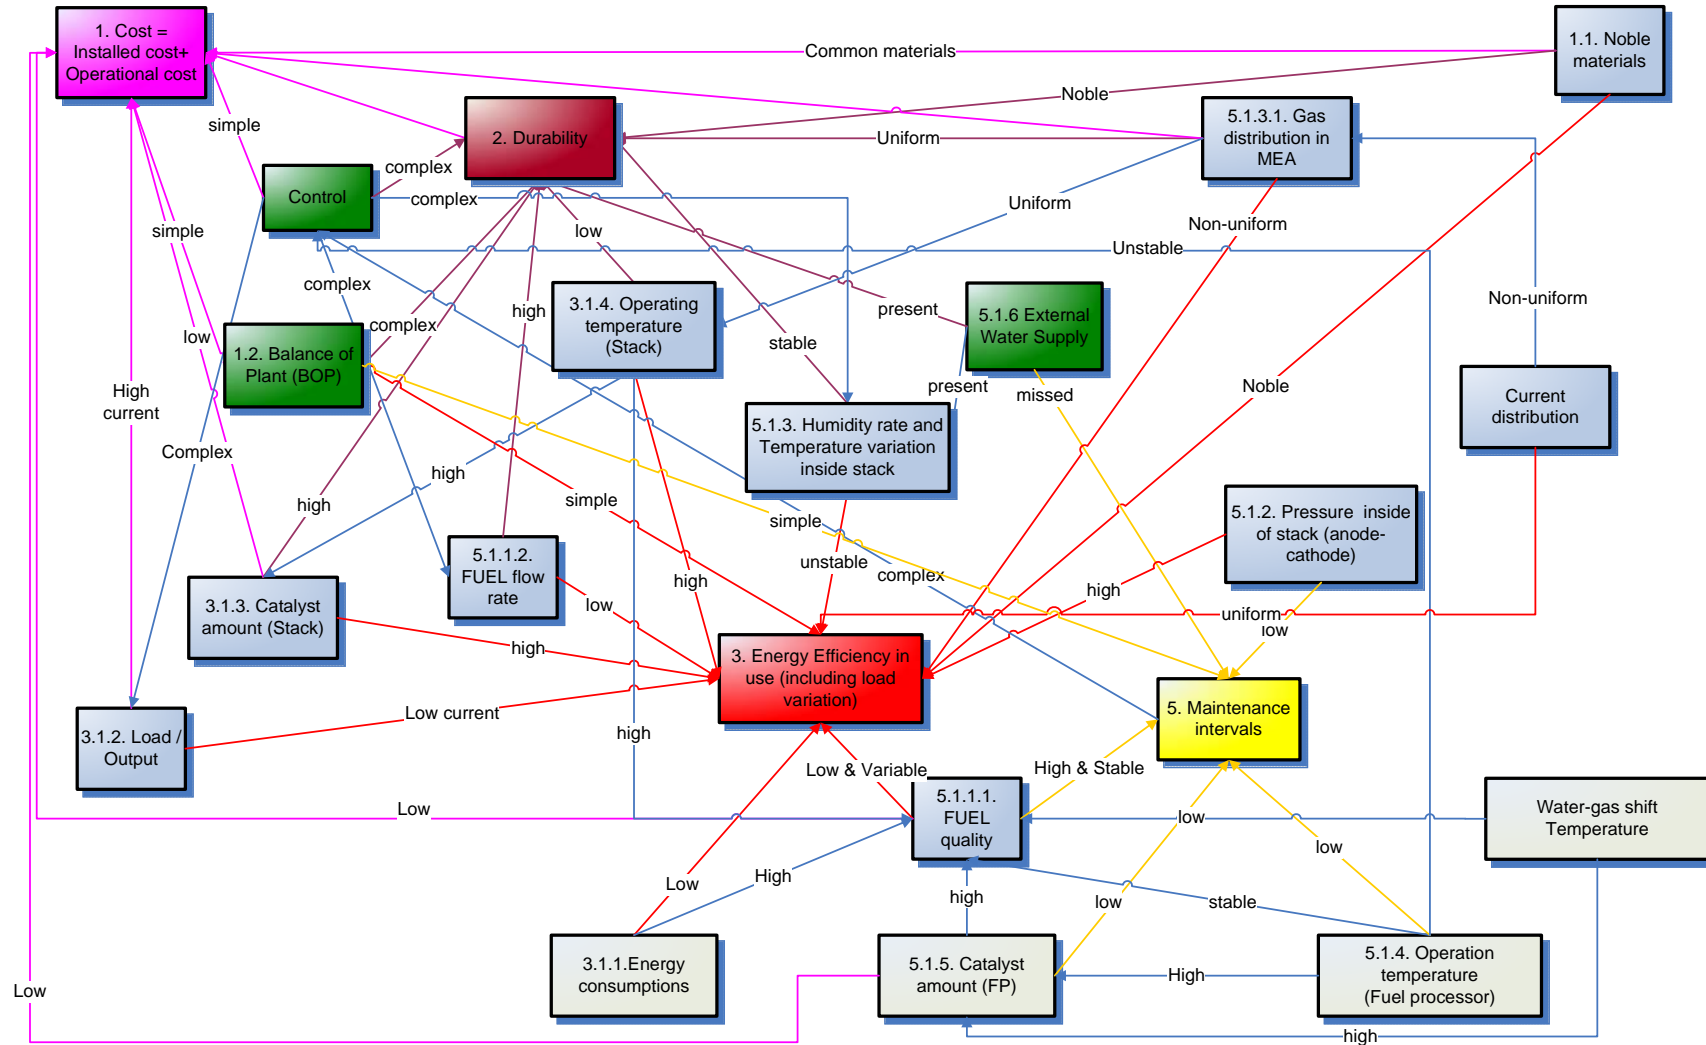 1. Cost =
Installed cost+
Operational cost
Common materials
1.1. Noble
materials
Noble
simple
2. Durability
Uniform
5.1.3.1. Gas
distribution in
MEA
complex
Control
complex
Uniform
Non-uniform
simple
low
Unstable
complex
high
3.1.4. Operating
temperature
(Stack)
present
5.1.6 External
Water Supply
Non-uniform
complex
low
1.2. Balance of
Plant (BOP)
stable
present
missed
Noble
High
current
Current
distribution
5.1.3. Humidity rate and
Temperature variation
inside stack
Complex
high
high
simple
simple
5.1.2. Pressure inside
of stack (anode-
cathode)
5.1.1.2.
FUEL flow
rate
unstable
complex
high
high
3.1.3. Catalyst
amount (Stack)
low
uniform
low
high
3. Energy Efficiency in
use (including load
variation)
Low current
5. Maintenance
intervals
3.1.2. Load /
Output
high
Low & Variable
High & Stable
5.1.1.1.
FUEL
quality
Low
low
Water-gas shift
Temperature
low
Low
High
high
low
stable
3.1.1.Energy
consumptions
5.1.5. Catalyst
amount (FP)
High
5.1.4. Operation
temperature
(Fuel processor)
Low
high